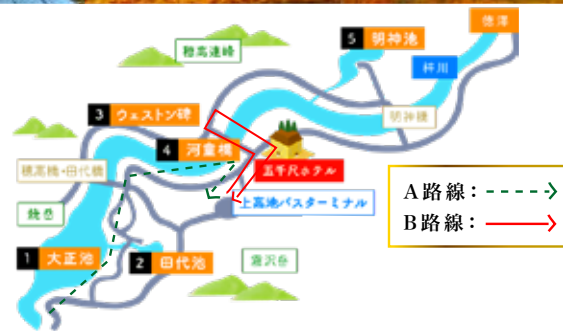 徳澤
5 明神池
穂高連峰
梓川
3 ウェストン碑
明神橋
4 河童橋
穂高橋・田代橋
五千尺ホテル
A路線：
焼岳
上高地バスターミナル
B路線：
1 大正池
2 田代池
霞沢岳